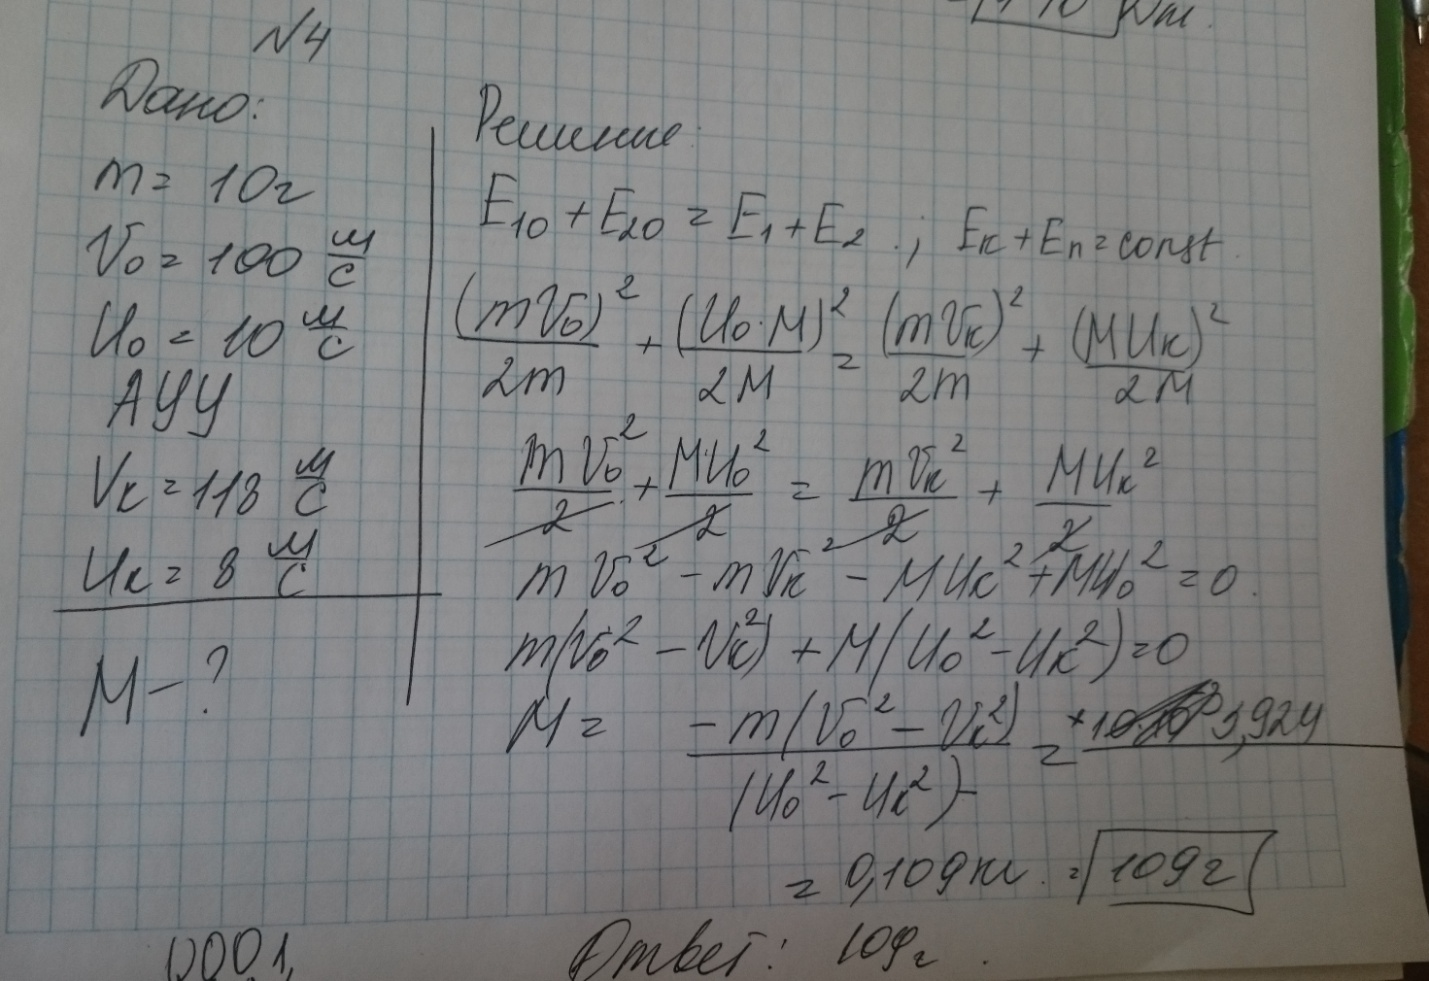 N4
Дано:
m = 10г
V₀ = 100 м/с
U₀ = 10 м/с
АУУ
Vк = 118 м/с
Uк = 8 м/с
M - ?
Решение:
E₁₀ + E₂₀ = E₁ + E₂ ; Eк + Eп = const.
(mV₀)²/2m + (U₀·M)²/2M = (mVк)²/2m + (MUк)²/2M
mV₀²/2 + MU₀²/2 = mVк²/2 + MUк²/2
mV₀² - mVк² - MUк² + MU₀² = 0.
m(V₀² - Vк²) + M(U₀² - Uк²) = 0
M = -m(V₀² - Vк²)/(U₀² - Uк²) = 3,924
= 0,109кг. = 109г
Ответ: 109г.